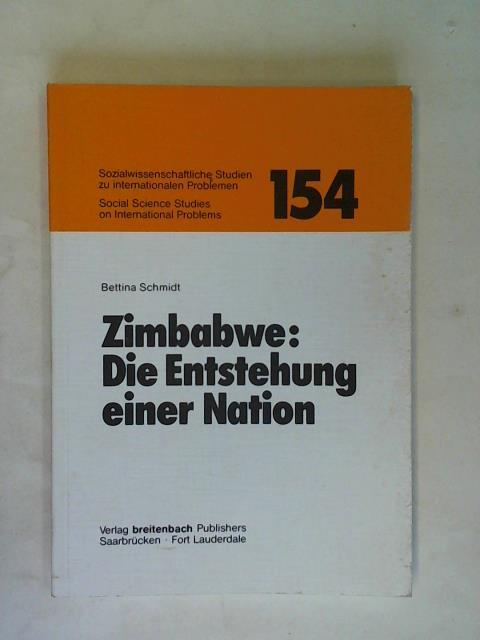 Sozialwissenschaftliche Studien
zu internationalen Problemen
Social Science Studies
on International Problems
154
Bettina Schmidt
Zimbabwe:
Die Entstehung
einer Nation
Verlag breitenbach Publishers
Saarbrücken · Fort Lauderdale